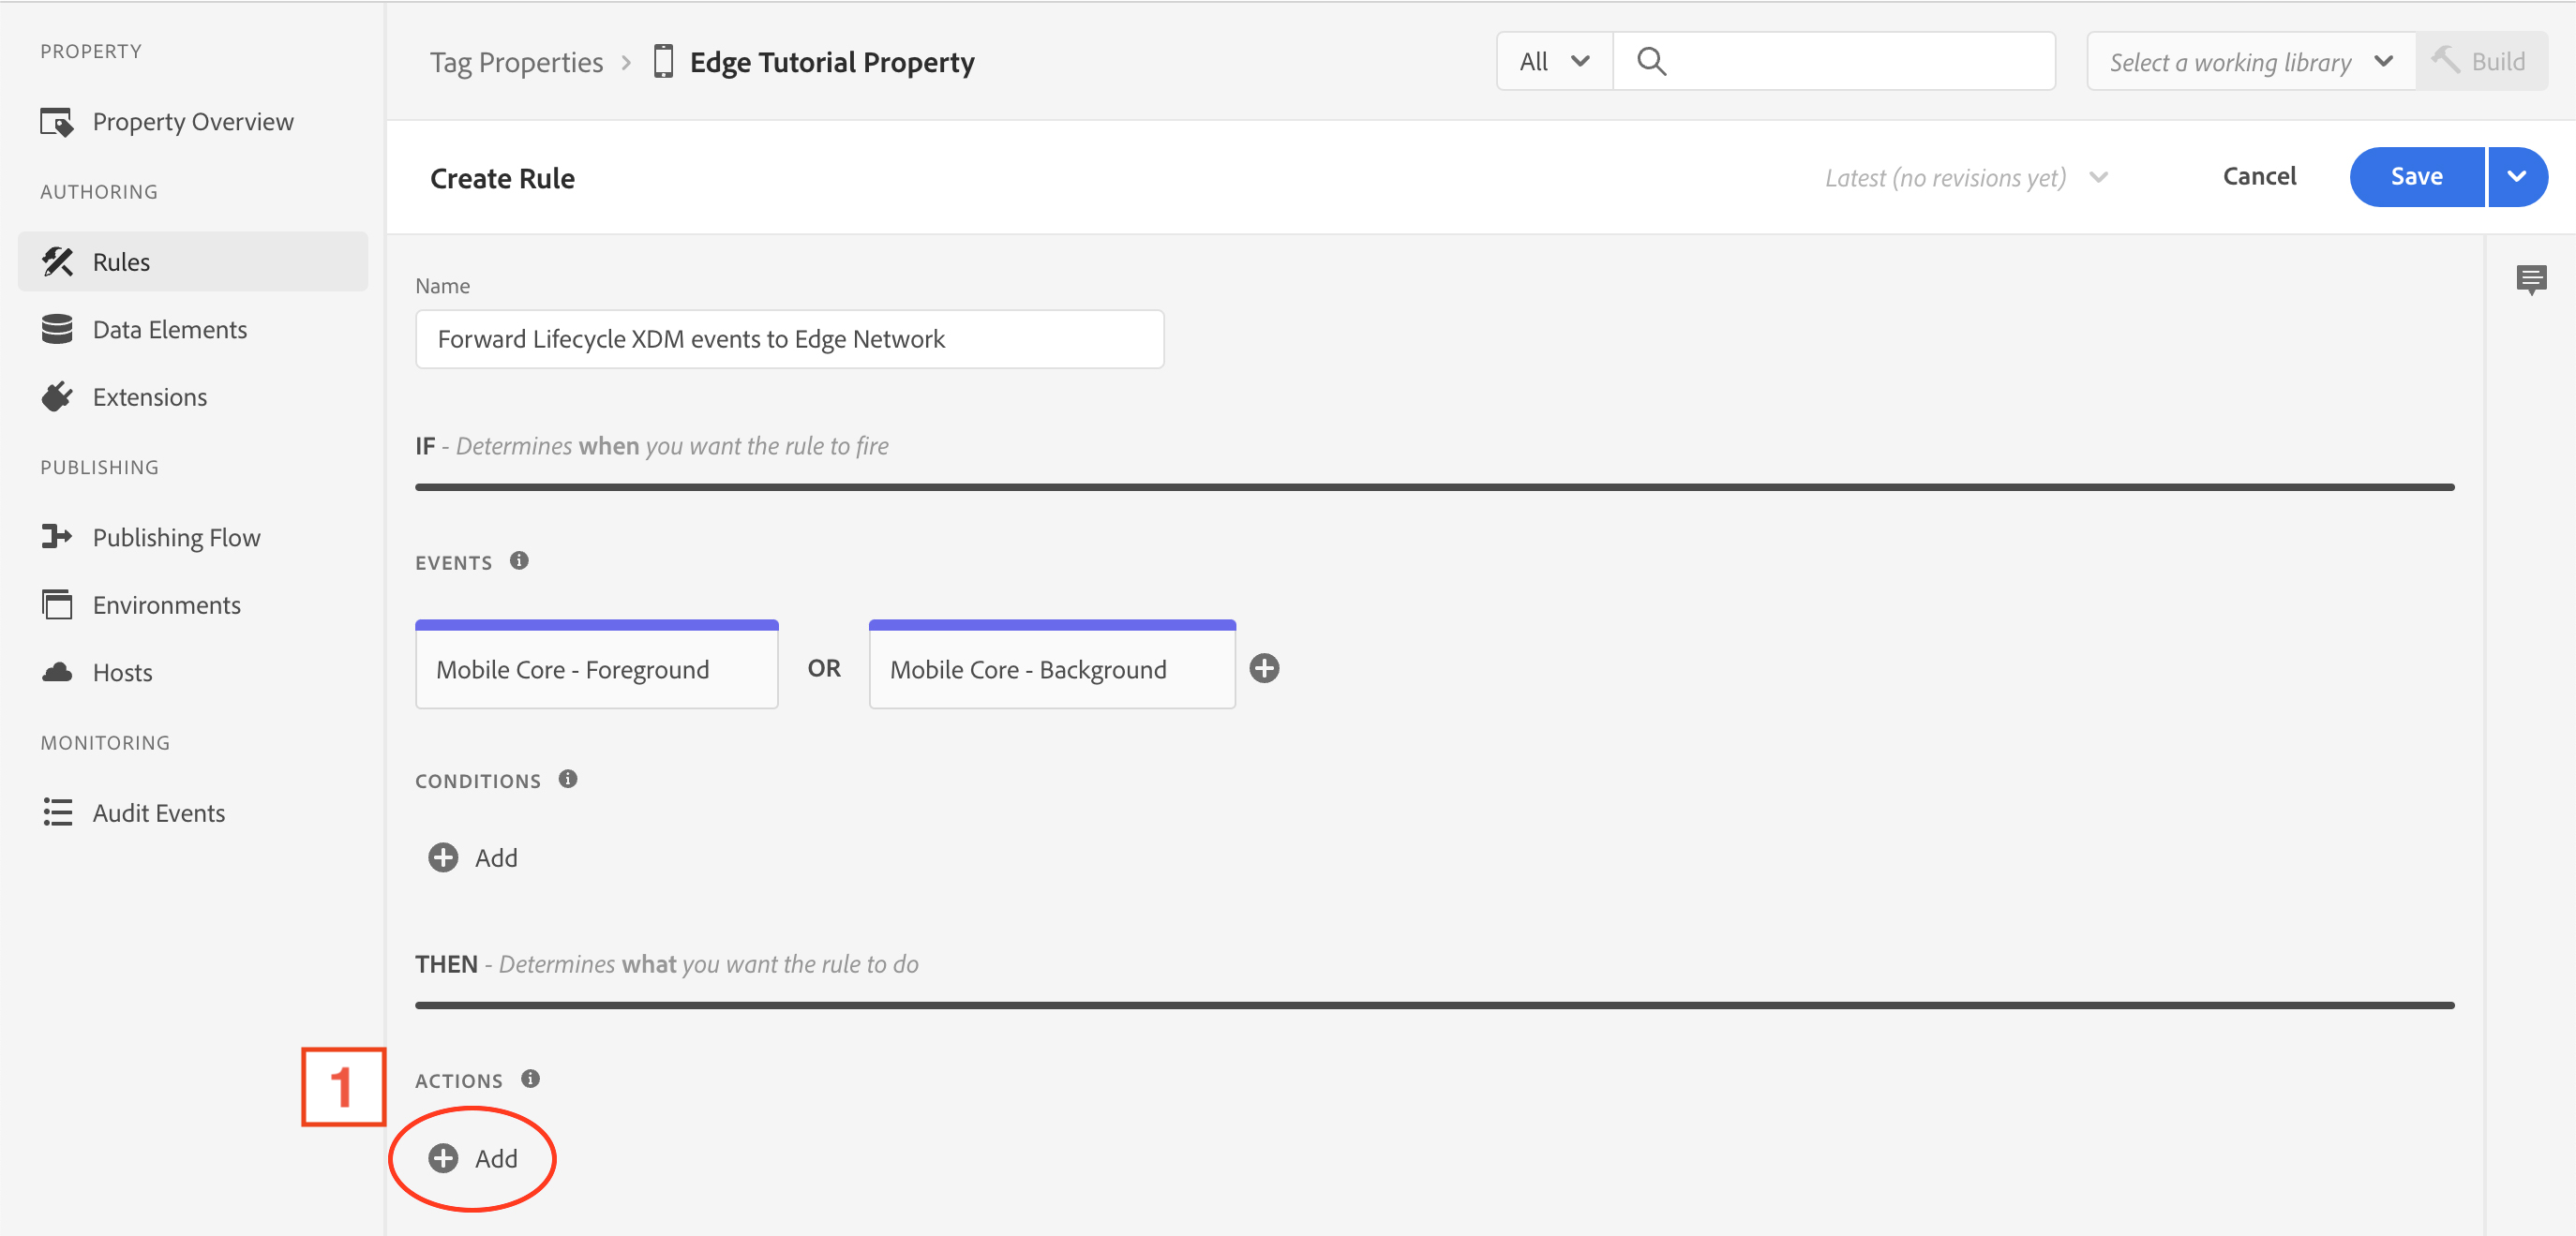 PROPERTY
Property Overview
AUTHORING
Rules
Data Elements
Extensions
PUBLISHING
Publishing Flow
Environments
Hosts
MONITORING
Audit Events
Tag Properties > Edge Tutorial Property
All
Select a working library
Build
Create Rule
Latest (no revisions yet)
Cancel
Save
Name
Forward Lifecycle XDM events to Edge Network
IF - Determines when you want the rule to fire
EVENTS
Mobile Core - Foreground
OR
Mobile Core - Background
CONDITIONS
Add
THEN - Determines what you want the rule to do
1
ACTIONS
Add